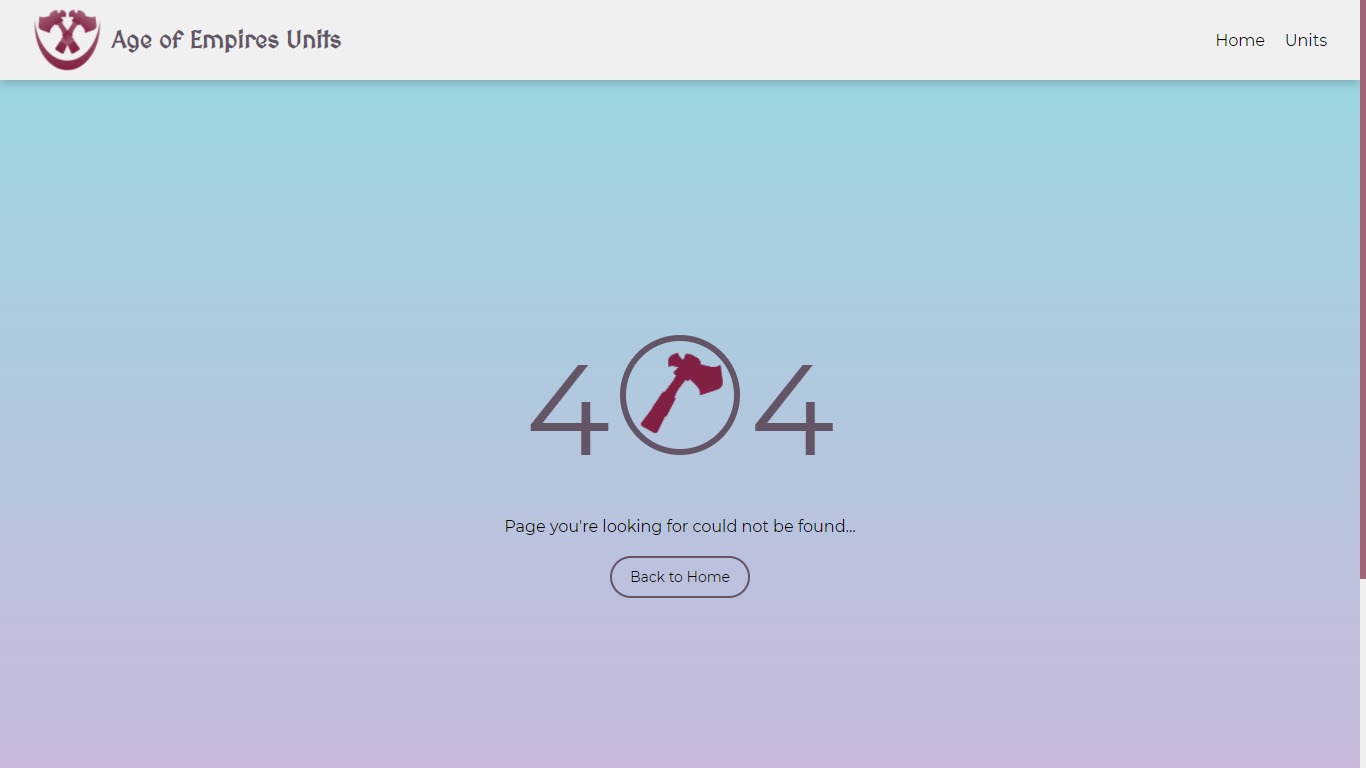 Age of Empires Units
Home
Units
4 4
Page you're looking for could not be found...
Back to Home